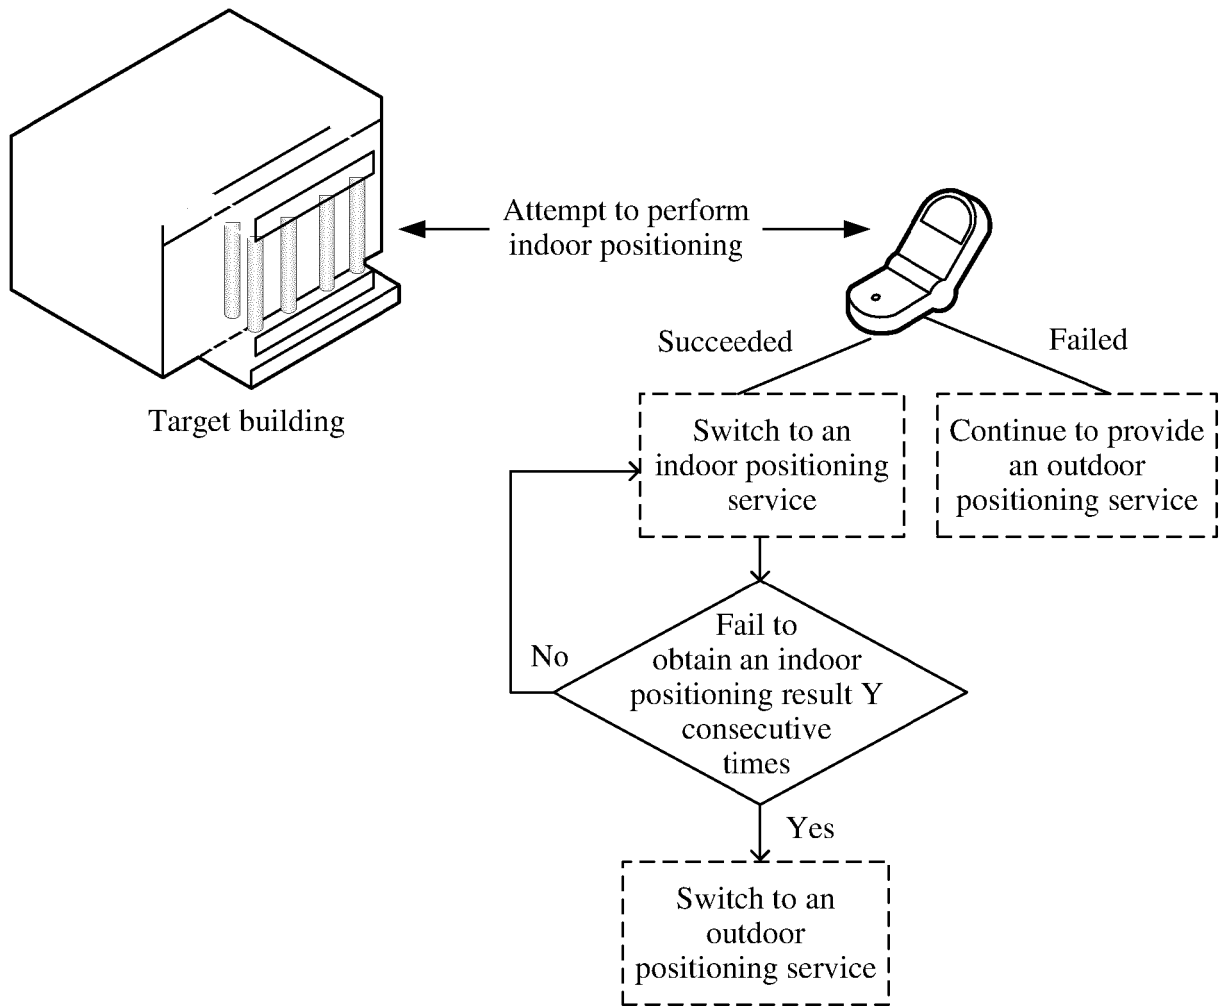 Attempt to perform
indoor positioning
Target building
Succeeded
Failed
Switch to an
indoor positioning
service
Continue to provide
an outdoor
positioning service
No
Fail to
obtain an indoor
positioning result Y
consecutive
times
Yes
Switch to an
outdoor
positioning service